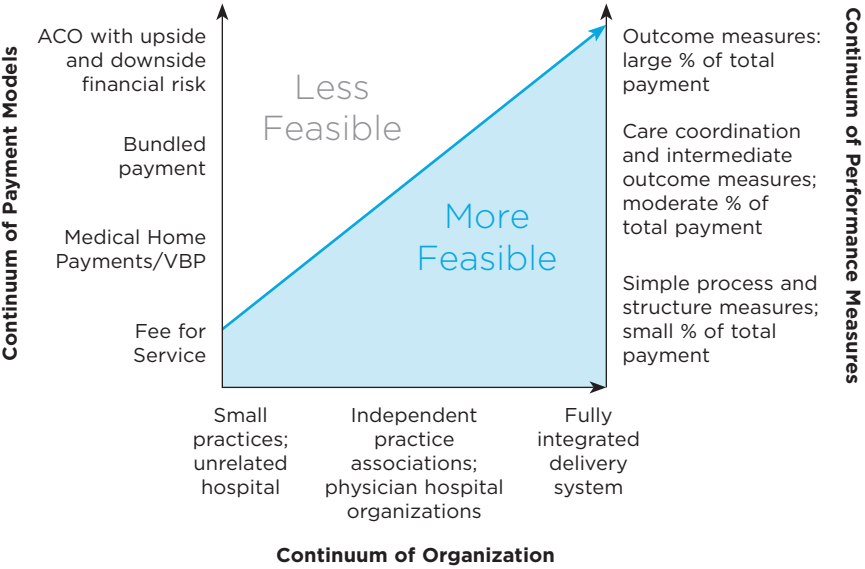 Continuum of Payment Models
ACO with upside
and downside
financial risk
Bundled
payment
Medical Home
Payments/VBP
Fee for
Service
Less
Feasible
More
Feasible
Outcome measures:
large % of total
payment
Care coordination
and intermediate
outcome measures;
moderate % of
total payment
Simple process and
structure measures;
small % of total
payment
Continuum of Performance Measures
Small
practices;
unrelated
hospital
Independent
practice
associations;
physician hospital
organizations
Fully
integrated
delivery
system
Continuum of Organization